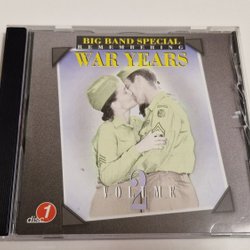 BIG BAND SPECIAL
REMEMBERING
WAR YEARS
2
VOLUME
disc 1